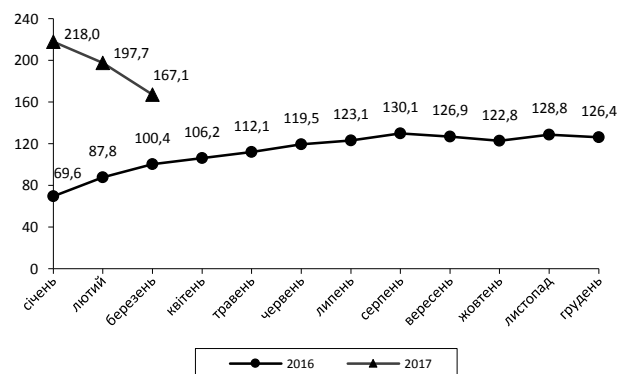 240
200
160
120
80
40
0
218,0
197,7
167,1
69,6
87,8
100,4
106,2
112,1
119,5
123,1
130,1
126,9
122,8
128,8
126,4
січень
лютий
березень
квітень
травень
червень
липень
серпень
вересень
жовтень
листопад
грудень
2016
2017